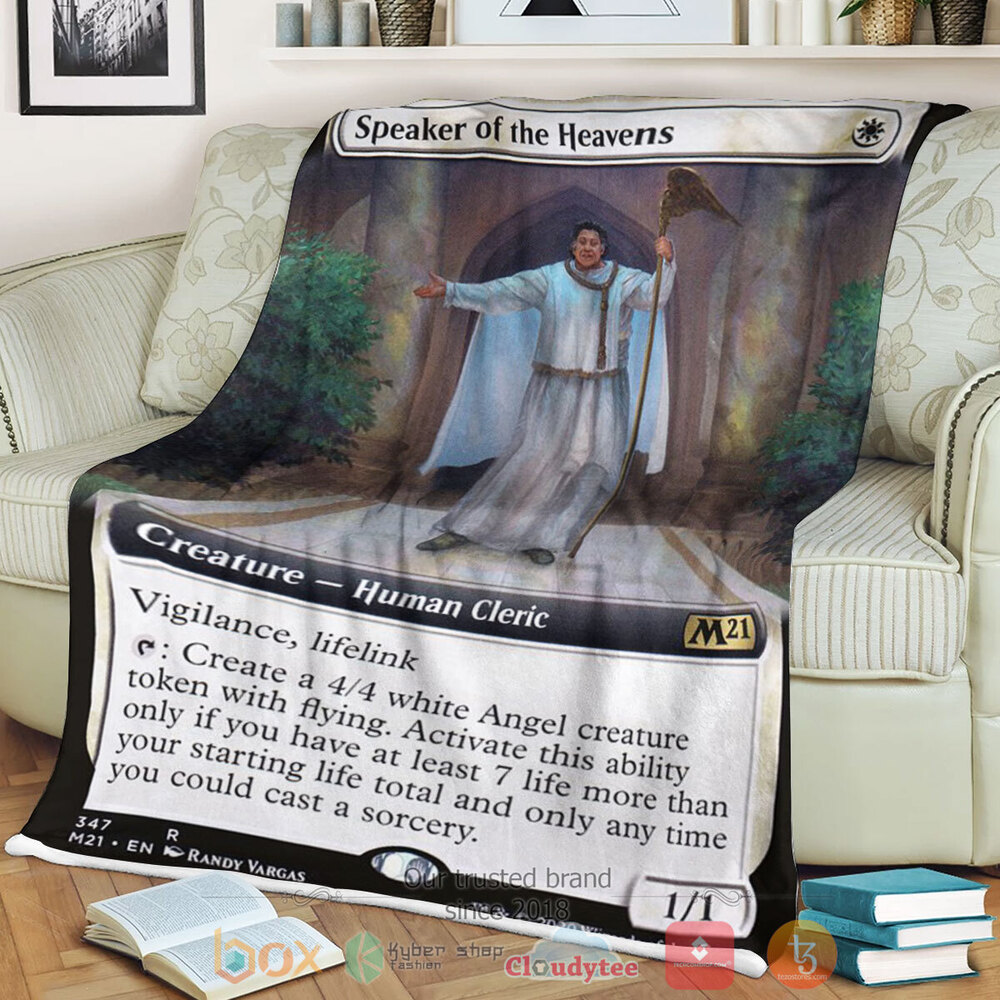 Speaker of the Heavens
Creature — Human Cleric
M21
Vigilance, lifelink
: Create a 4/4 white Angel creature
token with flying. Activate this ability
only if you have at least 7 life more than
your starting life total and only any time
you could cast a sorcery.
347 R
M21 • EN RANDY VARGAS
1/1
Our trusted brand
since 2018
box
Kyber shop
fashion
Cloudytee
tezostores.com